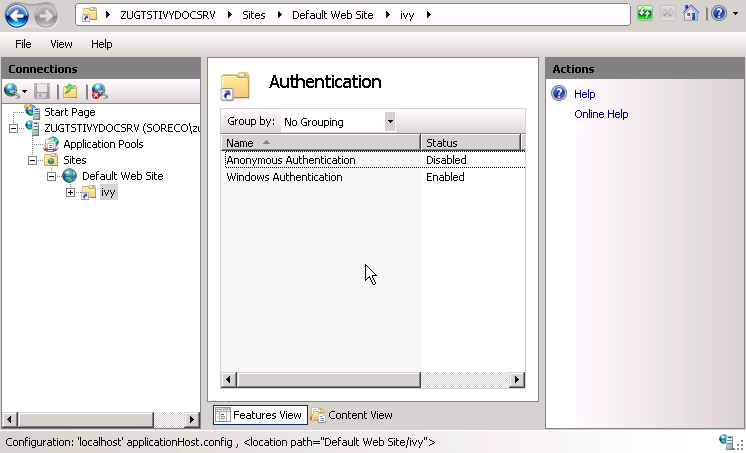 ZUGTSTIVYDOCSRV Sites Default Web Site ivy
File View Help
Connections
Start Page
ZUGTSTIVYDOCSRV (SORECO\zu
Application Pools
Sites
Default Web Site
ivy
Authentication
Group by: No Grouping
Name Status
Anonymous Authentication Disabled
Windows Authentication Enabled
Features View Content View
Actions
Help
Online Help
Configuration: 'localhost' applicationHost.config , <location path="Default Web Site/ivy">